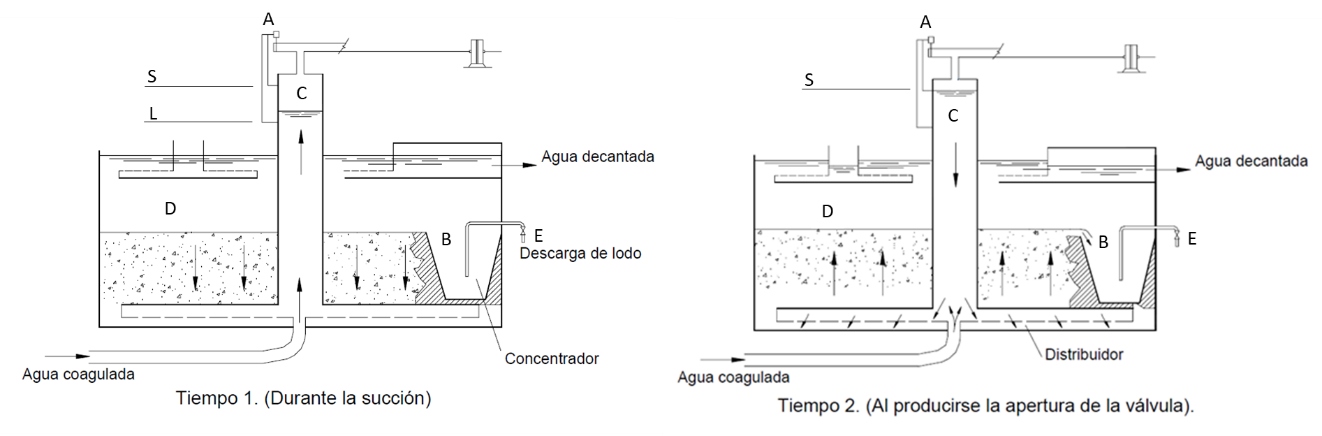 A
S
C
L
Agua decantada
D
B
E
Descarga de lodo
Concentrador
Agua coagulada
Tiempo 1. (Durante la succión)
A
S
C
Agua decantada
D
B
E
Distribuidor
Agua coagulada
Tiempo 2. (Al producirse la apertura de la válvula).